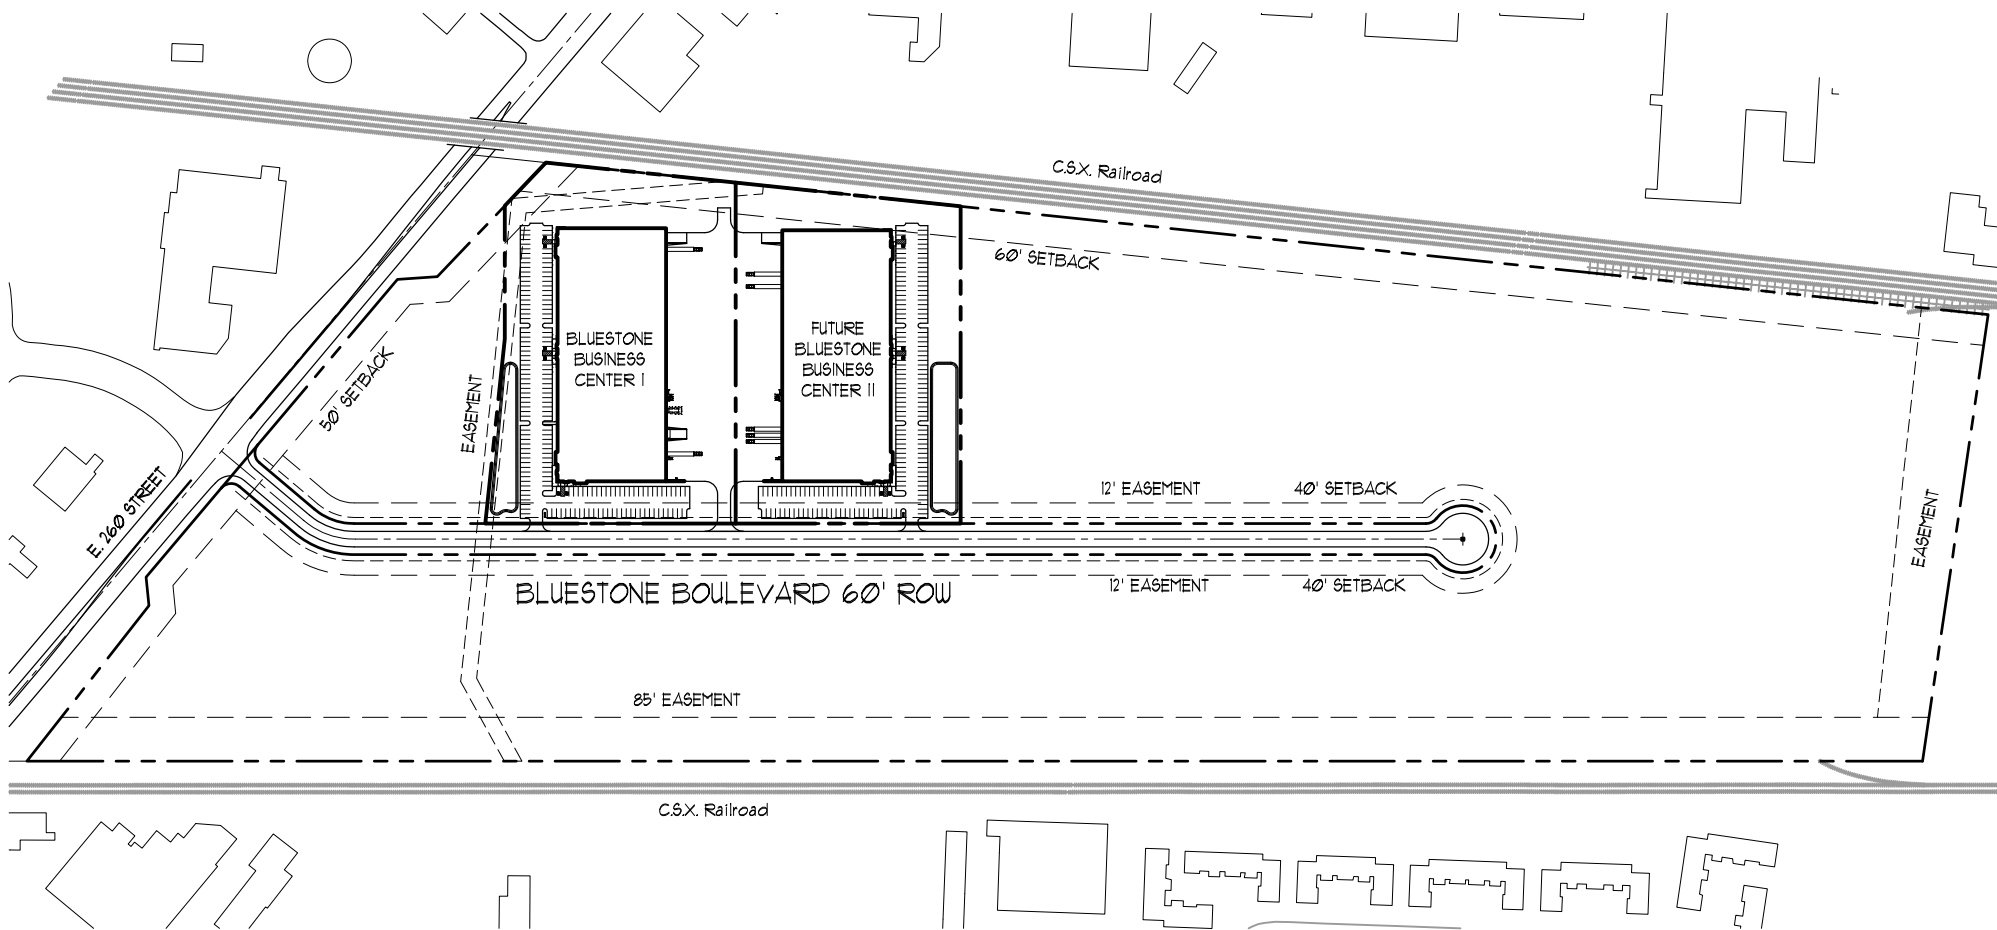 C.S.X. Railroad
60' SETBACK
FUTURE
BLUESTONE
BUSINESS
CENTER II
BLUESTONE
BUSINESS
CENTER I
50' SETBACK
EASEMENT
E. 260 STREET
12' EASEMENT
40' SETBACK
EASEMENT
BLUESTONE BOULEVARD 60' ROW
12' EASEMENT
40' SETBACK
85' EASEMENT
C.S.X. Railroad